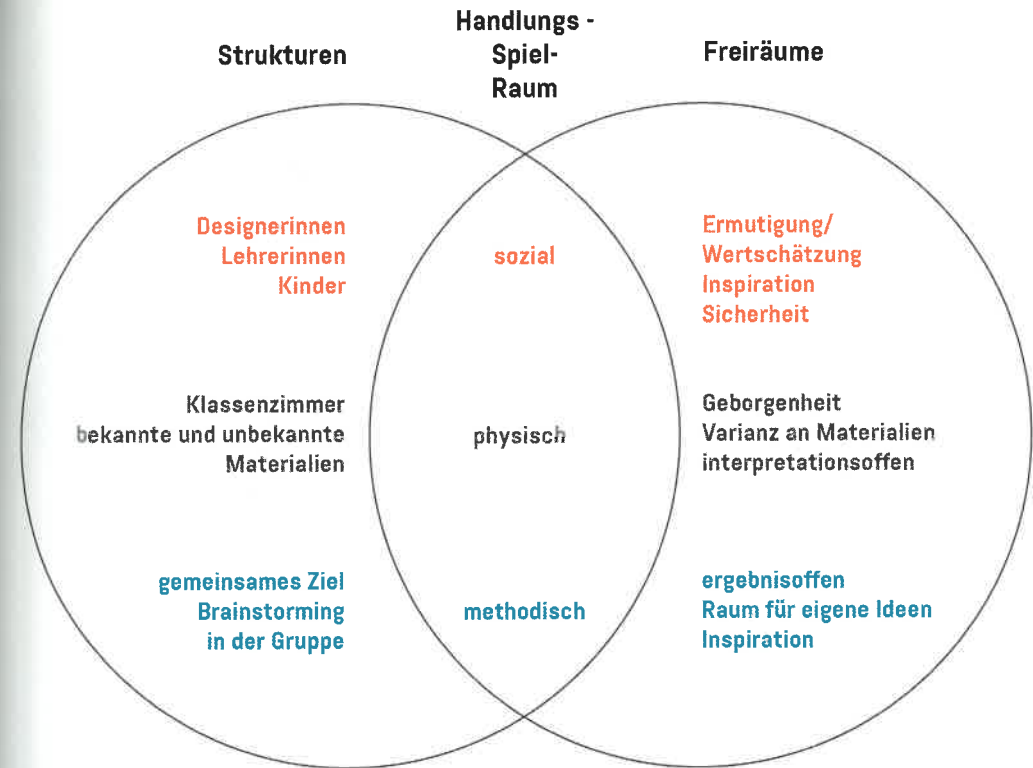 Strukturen
Handlungs -
Spiel-
Raum
Freiräume
Designerinnen
Lehrerinnen
Kinder
sozial
Ermutigung/
Wertschätzung
Inspiration
Sicherheit
Klassenzimmer
bekannte und unbekannte
Materialien
physisch
Geborgenheit
Varianz an Materialien
interpretationsoffen
gemeinsames Ziel
Brainstorming
in der Gruppe
methodisch
ergebnisoffen
Raum für eigene Ideen
Inspiration